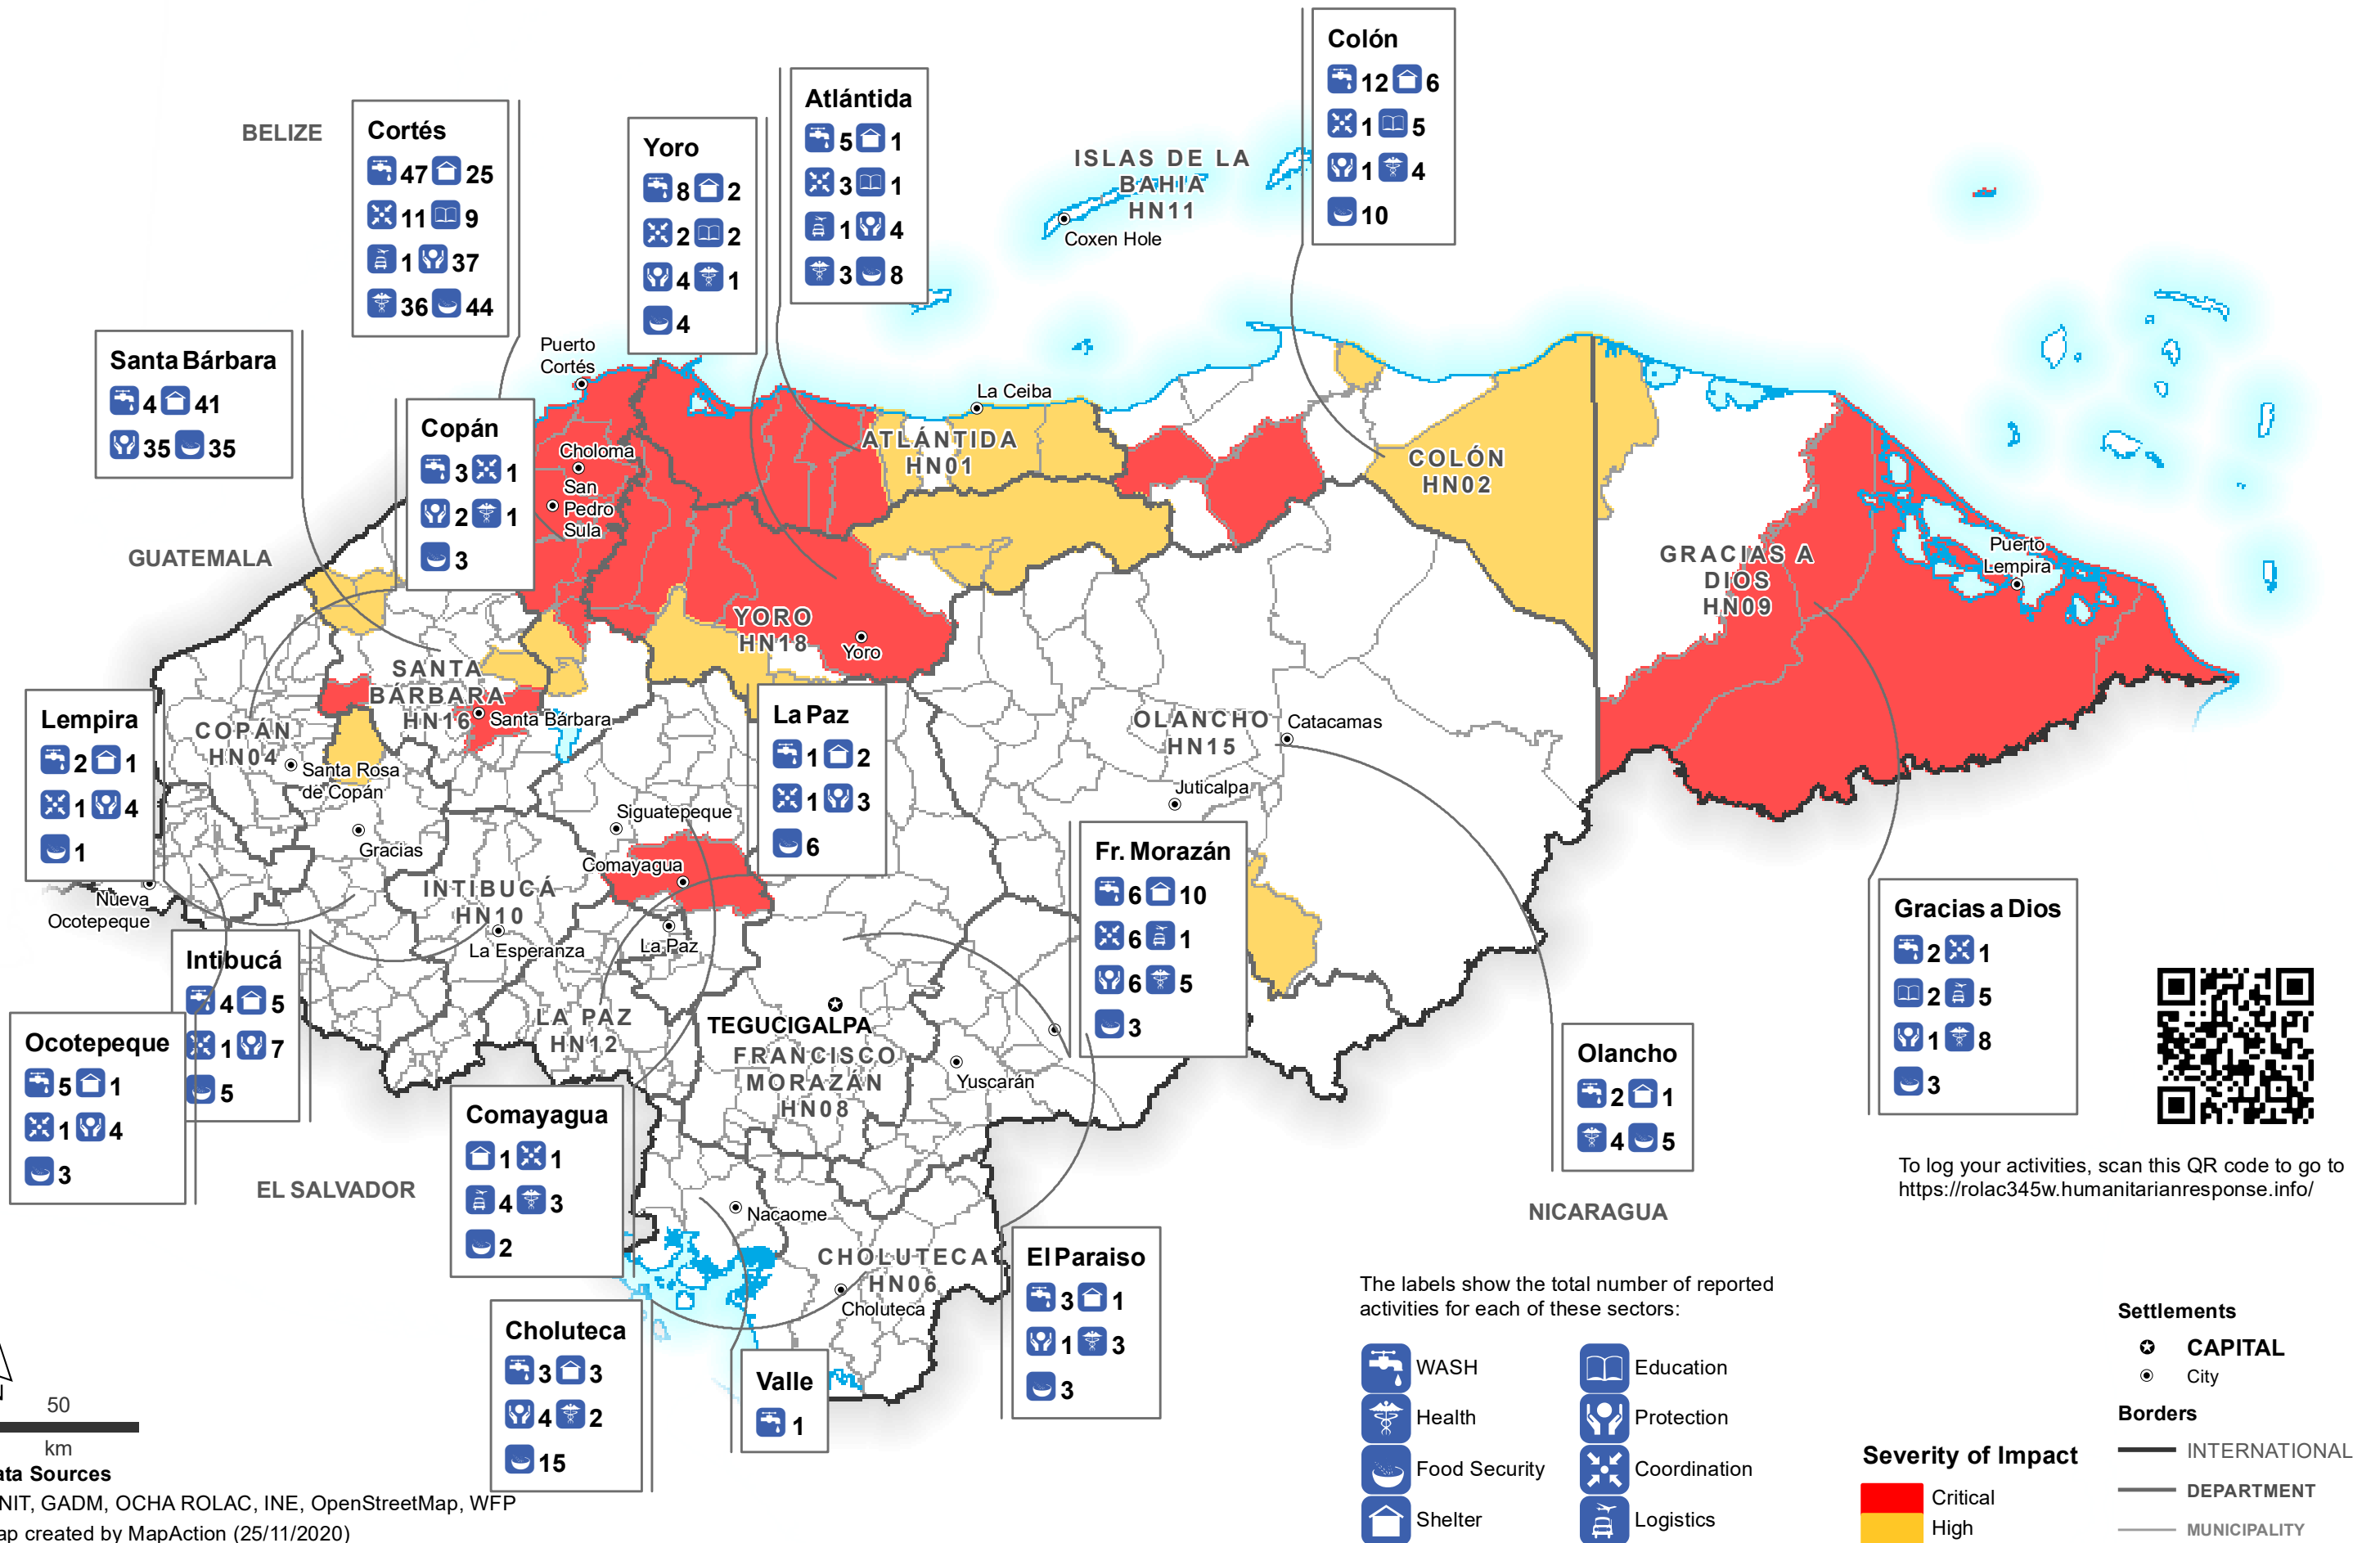 Colón
12 6
1 5
1 4
10
Atlántida
5 1
3 1
1 4
3 8
Cortés
47 25
11 9
1 37
36 44
Yoro
8 2
2 2
4 1
4
BELIZE
ISLAS DE LA
BAHIA
HN11
Coxen Hole
Santa Bárbara
4 41
35 35
Puerto
Cortés
La Ceiba
Copán
3 1
2 1
3
Choloma
San
Pedro
Sula
ATLÁNTIDA
HN01
COLÓN
HN02
GUATEMALA
GRACIAS A
DIOS
HN09
Puerto
Lempira
YORO
HN18
Yoro
SANTA
BÁRBARA
HN16
Santa Bárbara
COPÁN
HN04
Santa Rosa
de Copán
Lempira
2 1
1 4
1
La Paz
1 2
1 3
6
OLANCHO
HN15
Catacamas
Juticalpa
Siguatepeque
Gracias
Comayagua
Nueva
Ocotepeque
INTIBUCÁ
HN10
La Esperanza
La Paz
Fr. Morazán
6 10
6 1
6 5
3
Gracias a Dios
2 1
2 5
1 8
3
Intibucá
4 5
1 7
5
Ocotepeque
5 1
1 4
3
LA PAZ
HN12
TEGUCIGALPA
FRANCISCO
MORAZÁN
HN08
Yuscarán
Olancho
2 1
4 5
Comayagua
1 1
4 3
2
EL SALVADOR
To log your activities, scan this QR code to go to
https://rolac345w.humanitarianresponse.info/
NICARAGUA
Nacaome
CHOLUTECA
HN06
Choluteca
El Paraiso
3 1
1 3
3
Choluteca
3 3
4 2
15
Valle
1
The labels show the total number of reported
activities for each of these sectors:
WASH
Education
Health
Protection
Food Security
Coordination
Shelter
Logistics
Severity of Impact
Critical
High
Settlements
CAPITAL
City
Borders
INTERNATIONAL
DEPARTMENT
MUNICIPALITY
50
km
ata Sources
NIT, GADM, OCHA ROLAC, INE, OpenStreetMap, WFP
ap created by MapAction (25/11/2020)